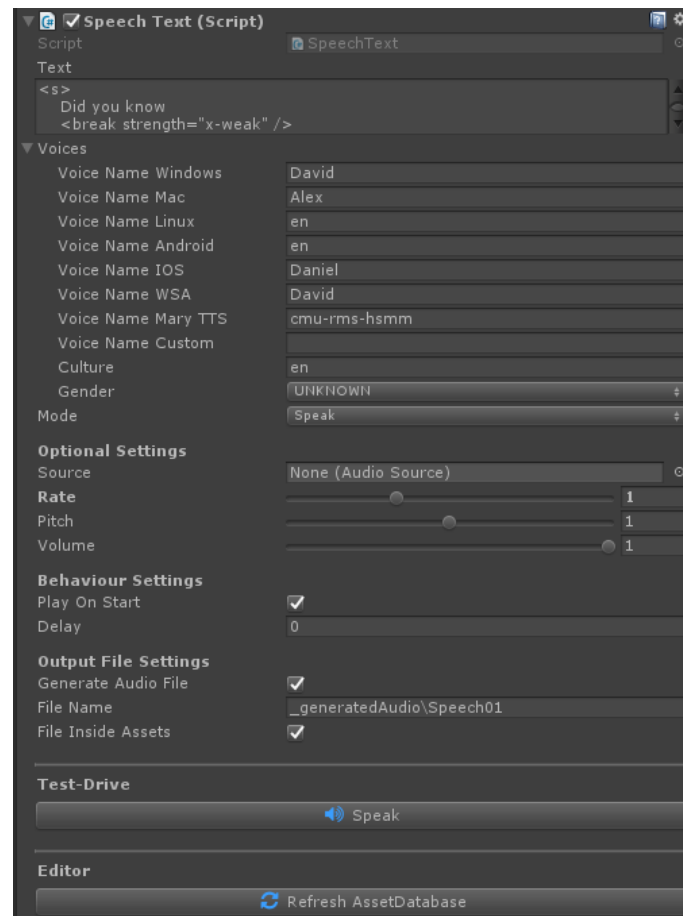 Speech Text (Script)
Script SpeechText
Text
<s>
Did you know
<break strength="x-weak" />
Voices
Voice Name Windows David
Voice Name Mac Alex
Voice Name Linux en
Voice Name Android en
Voice Name IOS Daniel
Voice Name WSA David
Voice Name Mary TTS cmu-rms-hsmm
Voice Name Custom
Culture en
Gender UNKNOWN
Mode Speak
Optional Settings
Source None (Audio Source)
Rate 1
Pitch 1
Volume 1
Behaviour Settings
Play On Start
Delay 0
Output File Settings
Generate Audio File
File Name _generatedAudio\Speech01
File Inside Assets
Test-Drive
Speak
Editor
Refresh AssetDatabase